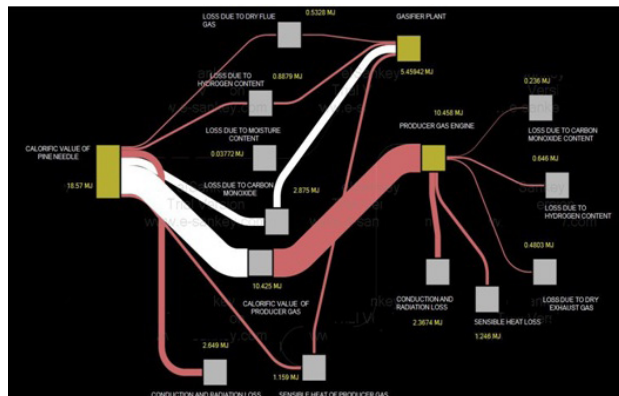 LOSS DUE TO DRY FLUE
GAS
0.5328 MJ
GASIFIER PLANT
5.45942 MJ
LOSS DUE TO
HYDROGEN CONTENT
0.8879 MJ
LOSS DUE TO MOISTURE
CONTENT
0.03772 MJ
CALORIFIC VALUE OF
PINE NEEDLE
18.57 MJ
LOSS DUE TO CARBON
MONOXIDE
2.875 MJ
10.458 MJ
PRODUCER GAS ENGINE
0.236 MJ
LOSS DUE TO CARBON
MONOXIDE CONTENT
0.646 MJ
LOSS DUE TO
HYDROGEN CONTENT
0.4803 MJ
LOSS DUE TO DRY
EXHAUST GAS
10.425 MJ
CALORIFIC VALUE OF
PRODUCER GAS
CONDUCTION AND
RADIATION LOSS
2.3674 MJ
SENSIBLE HEAT LOSS
1.246 MJ
2.649 MJ
CONDUCTION AND RADIATION LOSS
1.159 MJ
SENSIBLE HEAT OF PRODUCER GAS